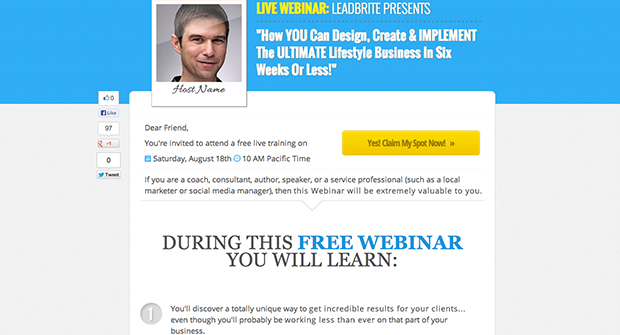 LIVE WEBINAR: LEADBRITE PRESENTS
"How YOU Can Design, Create & IMPLEMENT
The ULTIMATE Lifestyle Business In Six
Weeks Or Less!"
Host Name
0
Like
97
+1
0
Tweet
Dear Friend,
You're invited to attend a free live training on
Saturday, August 18th 10 AM Pacific Time
Yes! Claim My Spot Now! »
If you are a coach, consultant, author, speaker, or a service professional (such as a local
marketer or social media manager), then this Webinar will be extremely valuable to you.
DURING THIS FREE WEBINAR
YOU WILL LEARN:
1
You'll discover a totally unique way to get incredible results for your clients...
even though you'll probably be working less than ever on that part of your
business.